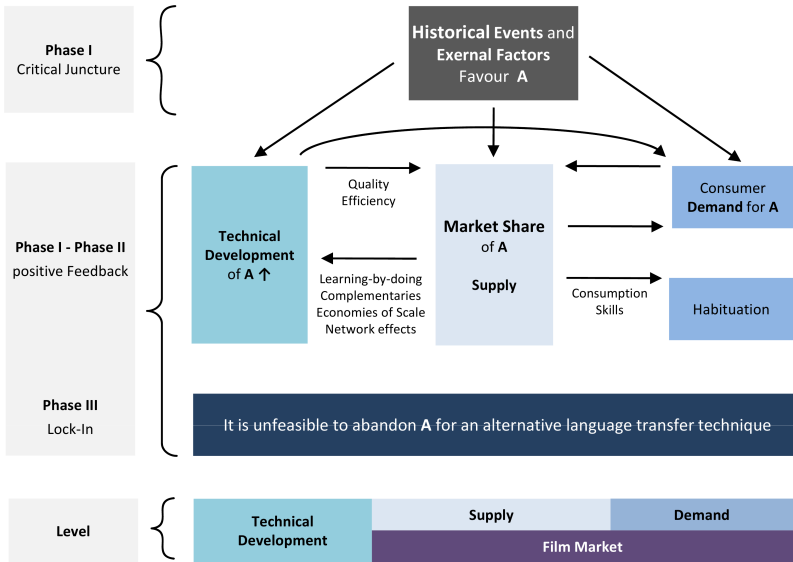 Phase I
Critical Juncture
Historical Events and
Exernal Factors
Favour A
Phase I - Phase II
positive Feedback
Technical
Development
of A ↑
Quality
Efficiency
Learning-by-doing
Complementaries
Economies of Scale
Network effects
Market Share
of A
Supply
Consumption
Skills
Consumer
Demand for A
Habituation
Phase III
Lock-In
It is unfeasible to abandon A for an alternative language transfer technique
Level
Technical
Development
Supply
Demand
Film Market